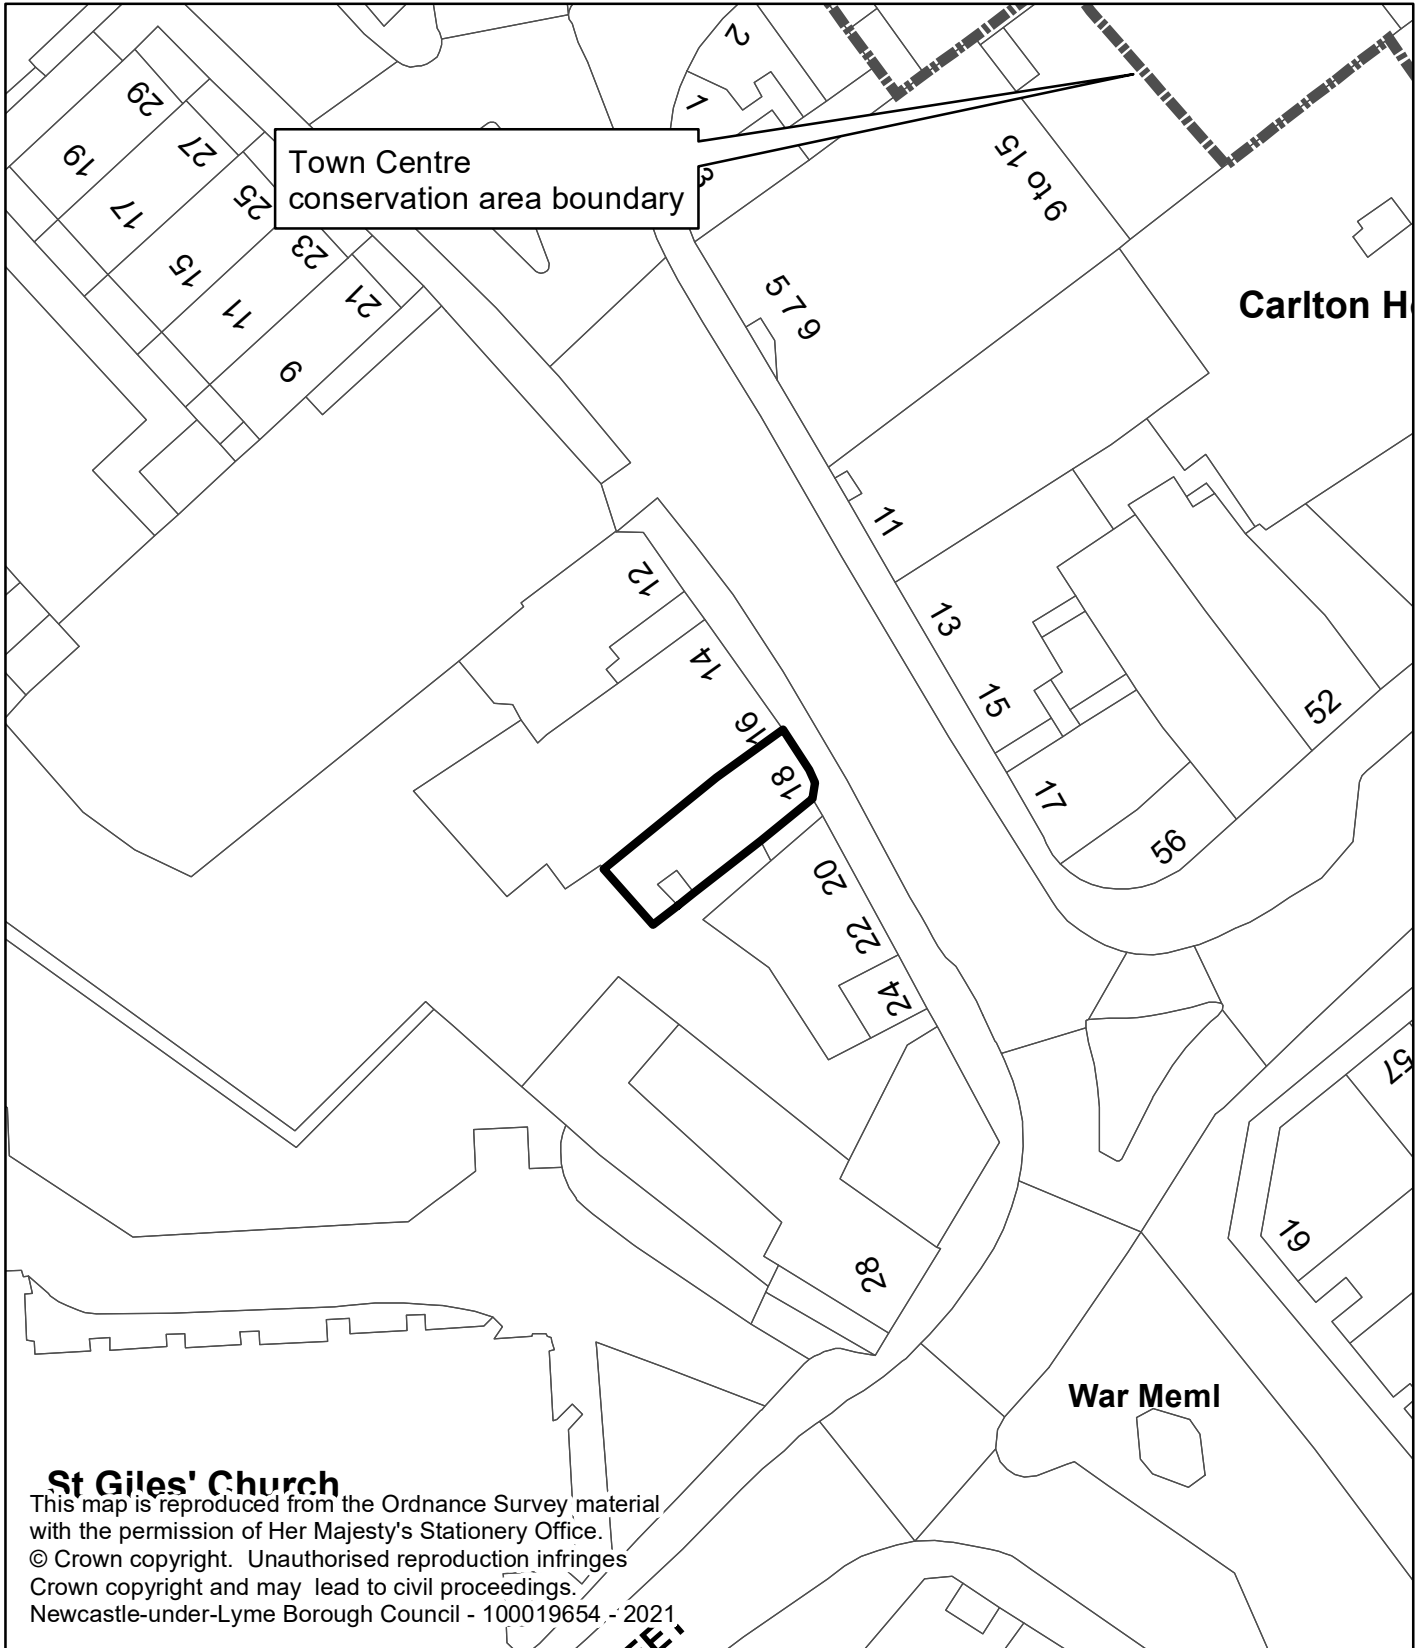 2
1
3
29
19
27
17
25
15
23
11
21
9
Town Centre
conservation area boundary
9 to 15
5 7 9
Carlton H
11
12
13
14
15
16
52
18
17
56
20
22
24
57
19
28
War Meml
St Giles' Church
This map is reproduced from the Ordnance Survey material
with the permission of Her Majesty's Stationery Office.
© Crown copyright. Unauthorised reproduction infringes
Crown copyright and may lead to civil proceedings.
Newcastle-under-Lyme Borough Council - 100019654 - 2021